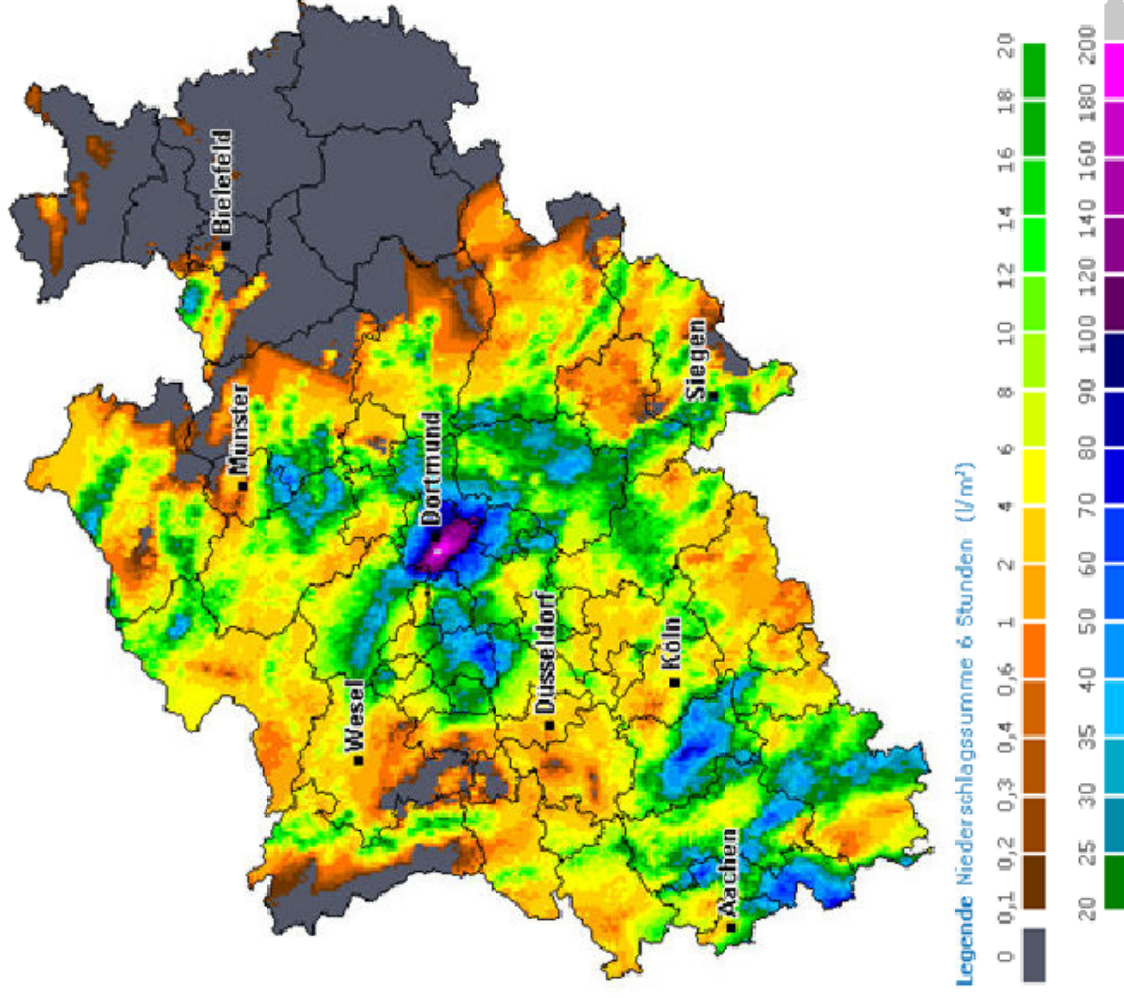 Bielefeld
Münster
Wesel
Dortmund
Düsseldorf
Köln
Siegen
Aachen
Legende Niederschlagssumme 6 Stunden (l/m²)
0 0,1 0,2 0,3 0,4 0,6 1 2 4 6 8 10 12 14 16 18 20
20 25 30 35 40 50 60 70 80 90 100 120 140 160 180 200